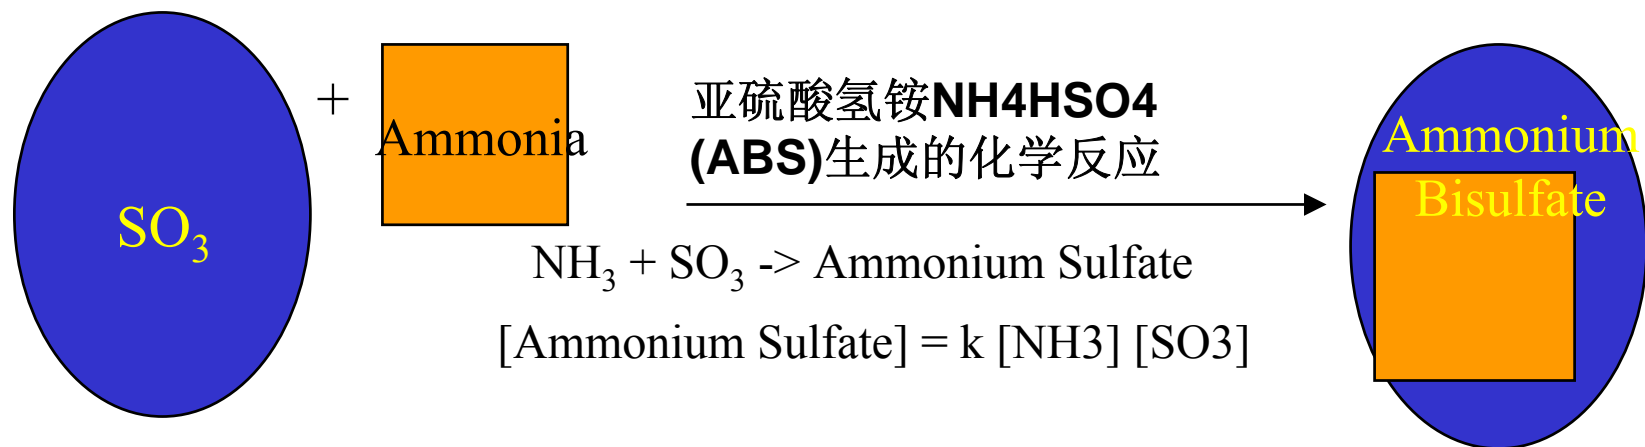 SO₃
+
Ammonia
亚硫酸氢铵NH4HSO4
(ABS)生成的化学反应
NH₃ + SO₃ -> Ammonium Sulfate
[Ammonium Sulfate] = k [NH3] [SO3]
Ammonium
Bisulfate